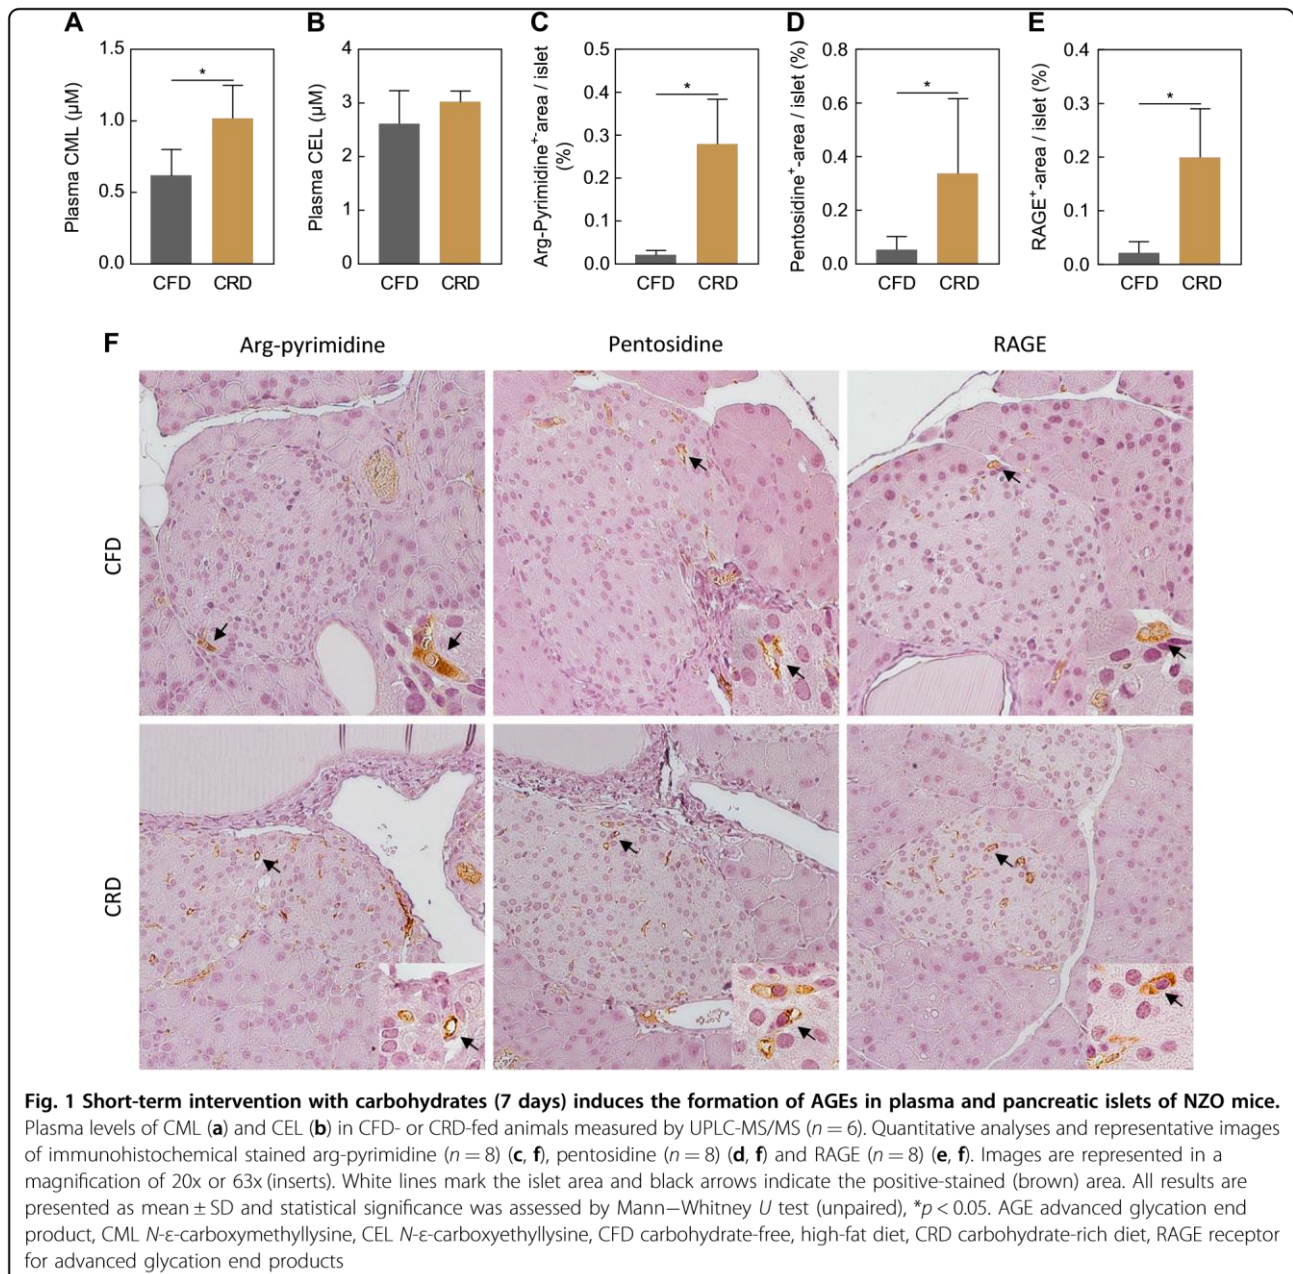 A
B
C
D
E
Plasma CML (μM)
1.5
1.0
0.5
0.0
*
CFD CRD
Plasma CEL (μM)
4
3
2
1
0
CFD CRD
Arg-Pyrimidine⁺-area / islet
(%)
0.5
0.4
0.3
0.2
0.1
0.0
*
CFD CRD
Pentosidine⁺-area / islet (%)
0.8
0.6
0.4
0.2
0.0
*
CFD CRD
RAGE⁺-area / islet (%)
0.4
0.3
0.2
0.1
0.0
*
CFD CRD
F
Arg-pyrimidine Pentosidine RAGE
CFD
CRD
Fig. 1 Short-term intervention with carbohydrates (7 days) induces the formation of AGEs in plasma and pancreatic islets of NZO mice.
Plasma levels of CML (a) and CEL (b) in CFD- or CRD-fed animals measured by UPLC-MS/MS (n = 6). Quantitative analyses and representative images
of immunohistochemical stained arg-pyrimidine (n = 8) (c, f), pentosidine (n = 8) (d, f) and RAGE (n = 8) (e, f). Images are represented in a
magnification of 20x or 63x (inserts). White lines mark the islet area and black arrows indicate the positive-stained (brown) area. All results are
presented as mean ± SD and statistical significance was assessed by Mann–Whitney U test (unpaired), *p < 0.05. AGE advanced glycation end
product, CML N-ε-carboxymethyllysine, CEL N-ε-carboxyethyllysine, CFD carbohydrate-free, high-fat diet, CRD carbohydrate-rich diet, RAGE receptor
for advanced glycation end products